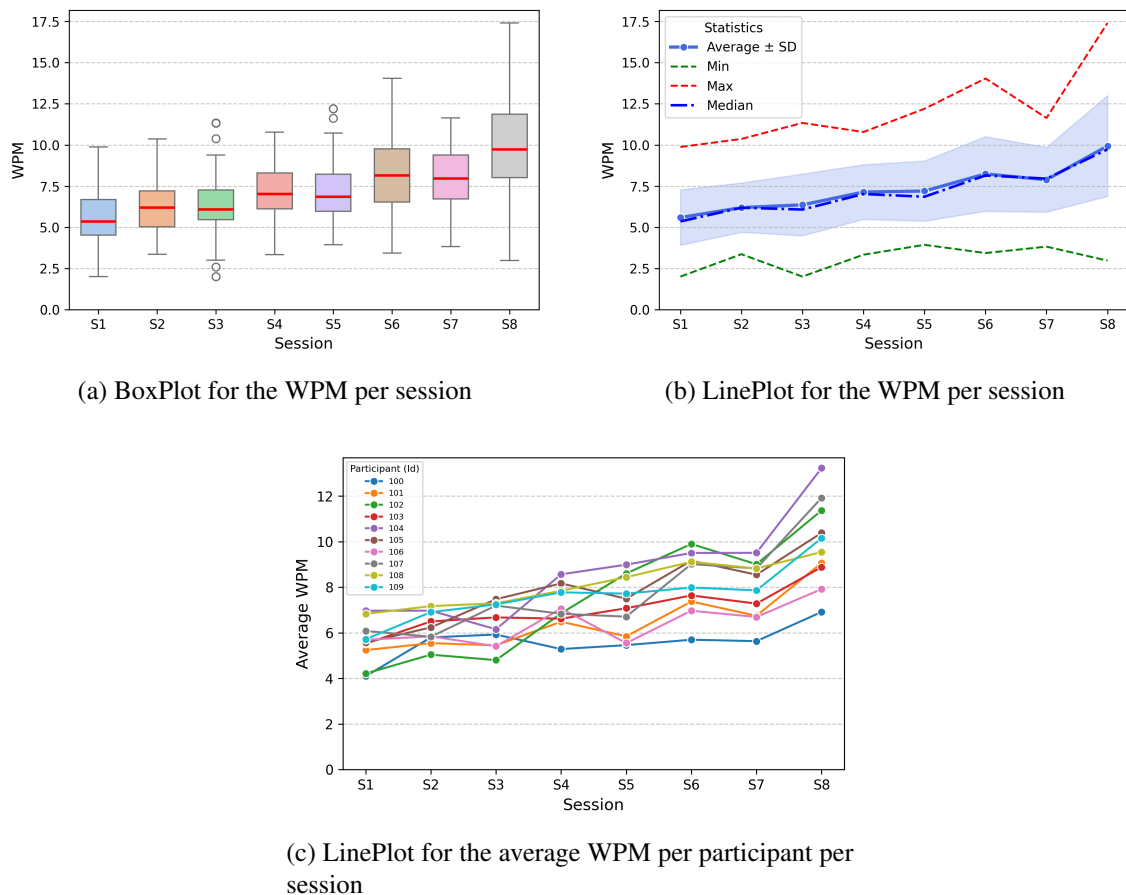 17.5
15.0
12.5
10.0
7.5
5.0
2.5
0.0
WPM
S1 S2 S3 S4 S5 S6 S7 S8
Session
(a) BoxPlot for the WPM per session
17.5
15.0
12.5
10.0
7.5
5.0
2.5
0.0
WPM
Statistics
Average ± SD
Min
Max
Median
S1 S2 S3 S4 S5 S6 S7 S8
Session
(b) LinePlot for the WPM per session
12
10
8
6
4
2
0
Average WPM
Participant (Id)
100
101
102
103
104
105
106
107
108
109
S1 S2 S3 S4 S5 S6 S7 S8
Session
(c) LinePlot for the average WPM per participant per
session